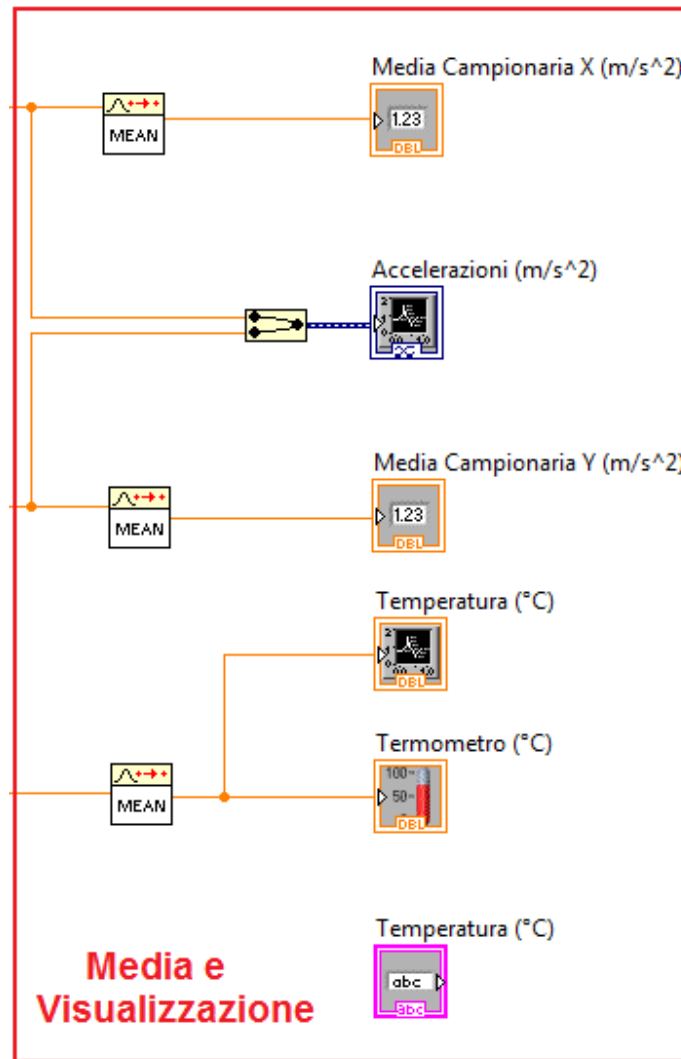 Media Campionaria X (m/s^2)
MEAN
1.23
DBL
Accelerazioni (m/s^2)
Media Campionaria Y (m/s^2)
MEAN
1.23
DBL
Temperatura (°C)
DBL
Termometro (°C)
MEAN
100
50
DBL
Temperatura (°C)
abc
abc
Media e
Visualizzazione